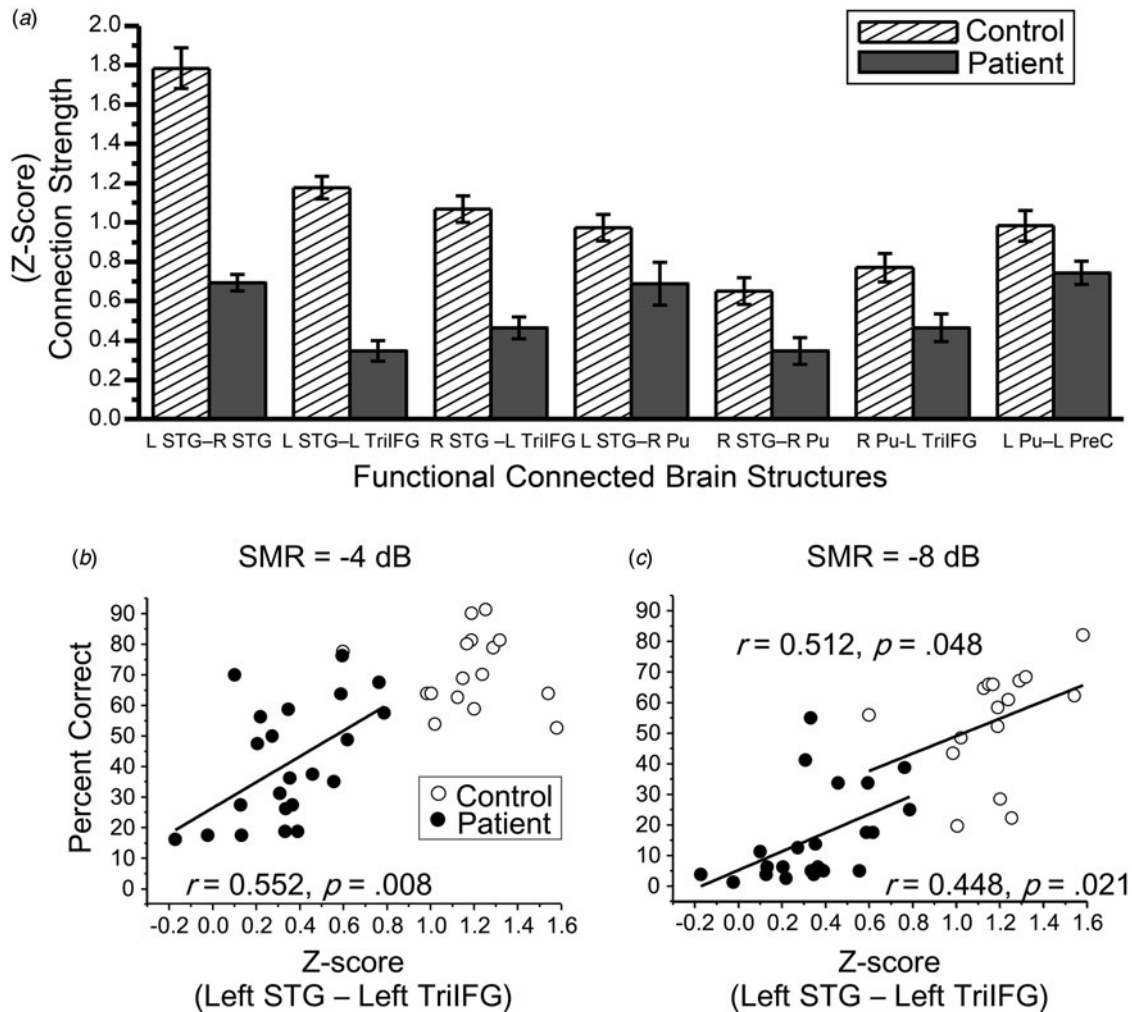 (a)
2.0
1.8
1.6
1.4
1.2
1.0
0.8
0.6
0.4
0.2
0.0
(Z-Score)
Connection Strength
Control
Patient
L STG–R STG
L STG–L TriIFG
R STG –L TriIFG
L STG–R Pu
R STG–R Pu
R Pu-L TriIFG
L Pu–L PreC
Functional Connected Brain Structures
(b)
SMR = -4 dB
90
80
70
60
50
40
30
20
10
0
Percent Correct
Control
Patient
r = 0.552, p = .008
-0.2 0.0 0.2 0.4 0.6 0.8 1.0 1.2 1.4 1.6
Z-score
(Left STG – Left TriIFG)
(c)
SMR = -8 dB
90
80
70
60
50
40
30
20
10
0
r = 0.512, p = .048
r = 0.448, p = .021
-0.2 0.0 0.2 0.4 0.6 0.8 1.0 1.2 1.4 1.6
Z-score
(Left STG – Left TriIFG)